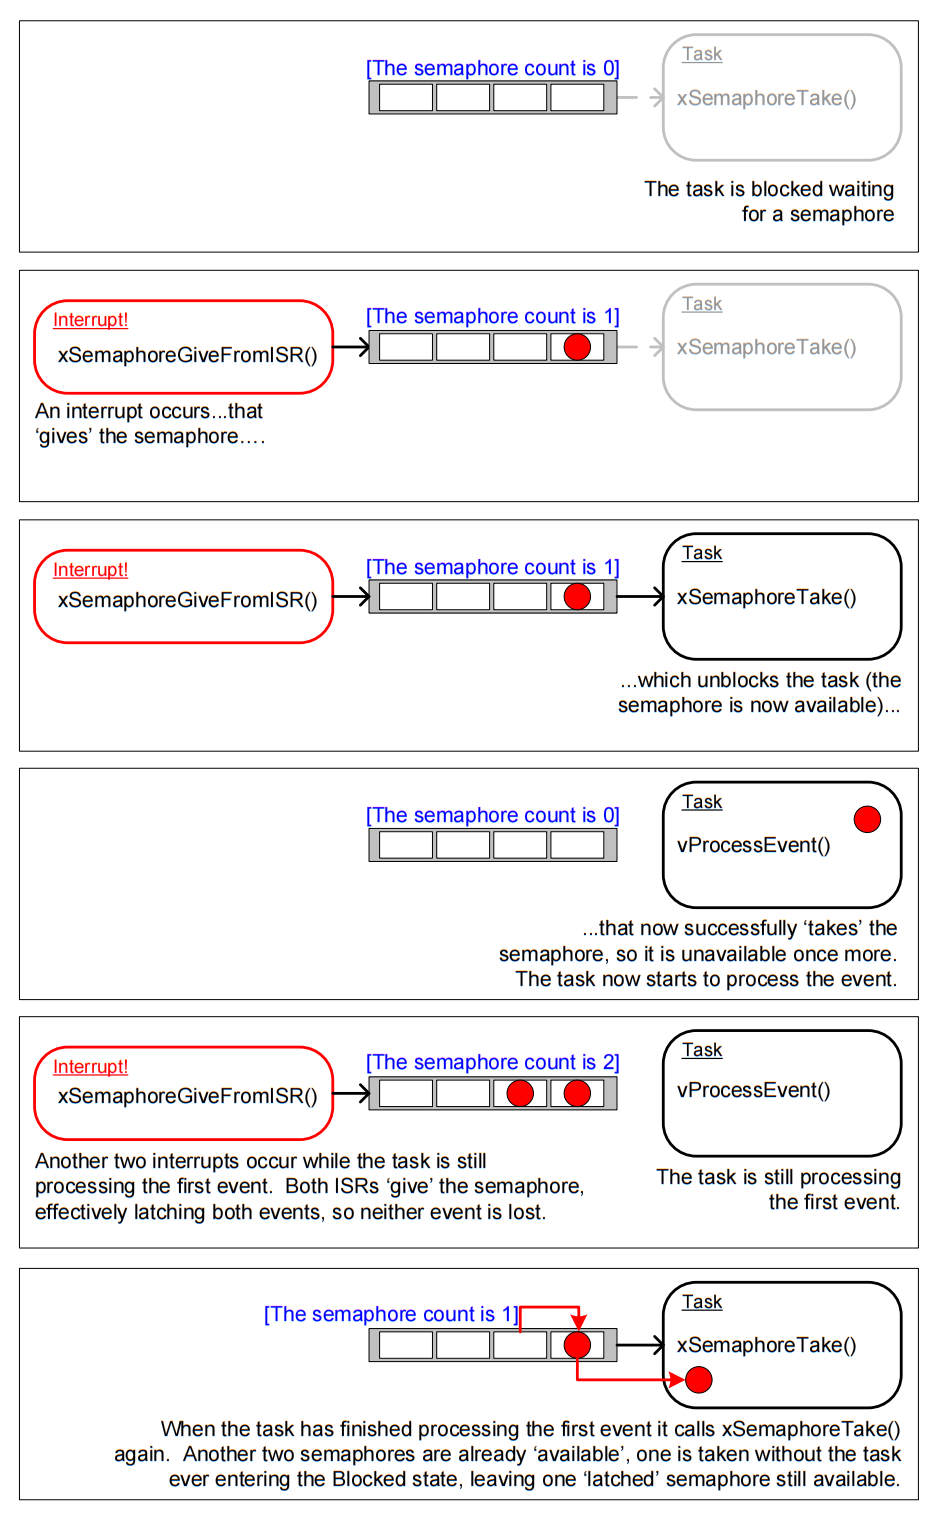 [The semaphore count is 0]
Task
xSemaphoreTake()
The task is blocked waiting
for a semaphore
Interrupt!
xSemaphoreGiveFromISR()
[The semaphore count is 1]
Task
xSemaphoreTake()
An interrupt occurs...that
‘gives’ the semaphore….
Interrupt!
xSemaphoreGiveFromISR()
[The semaphore count is 1]
Task
xSemaphoreTake()
...which unblocks the task (the
semaphore is now available)...
[The semaphore count is 0]
Task
vProcessEvent()
...that now successfully ‘takes’ the
semaphore, so it is unavailable once more.
The task now starts to process the event.
Interrupt!
xSemaphoreGiveFromISR()
[The semaphore count is 2]
Task
vProcessEvent()
Another two interrupts occur while the task is still
processing the first event.  Both ISRs ‘give’ the semaphore,
effectively latching both events, so neither event is lost.
The task is still processing
the first event.
[The semaphore count is 1]
Task
xSemaphoreTake()
When the task has finished processing the first event it calls xSemaphoreTake()
again.  Another two semaphores are already ‘available’, one is taken without the task
ever entering the Blocked state, leaving one ‘latched’ semaphore still available.